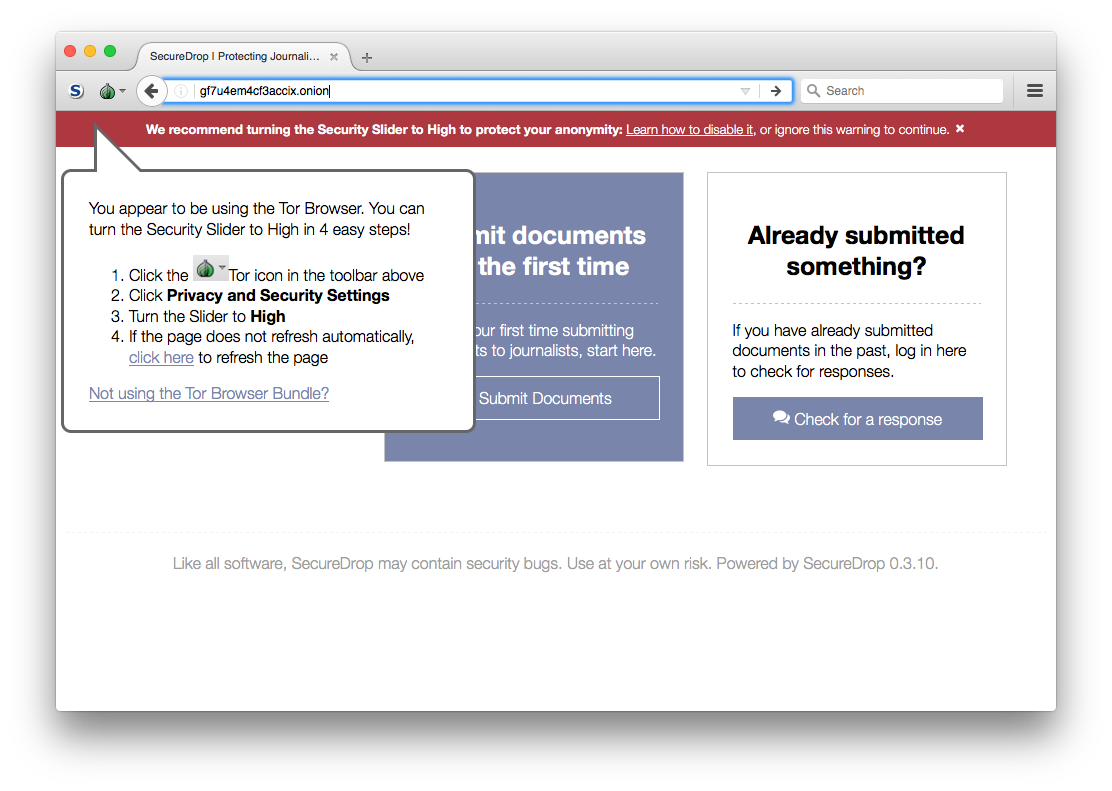 SecureDrop | Protecting Journali...
S
gf7u4em4cf3accix.onion
Search
We recommend turning the Security Slider to High to protect your anonymity: Learn how to disable it, or ignore this warning to continue.
You appear to be using the Tor Browser. You can
turn the Security Slider to High in 4 easy steps!
1. Click the Tor icon in the toolbar above
2. Click Privacy and Security Settings
3. Turn the Slider to High
4. If the page does not refresh automatically,
click here to refresh the page
Not using the Tor Browser Bundle?
mit documents
the first time
our first time submitting
ts to journalists, start here.
Submit Documents
Already submitted
something?
If you have already submitted
documents in the past, log in here
to check for responses.
Check for a response
Like all software, SecureDrop may contain security bugs. Use at your own risk. Powered by SecureDrop 0.3.10.